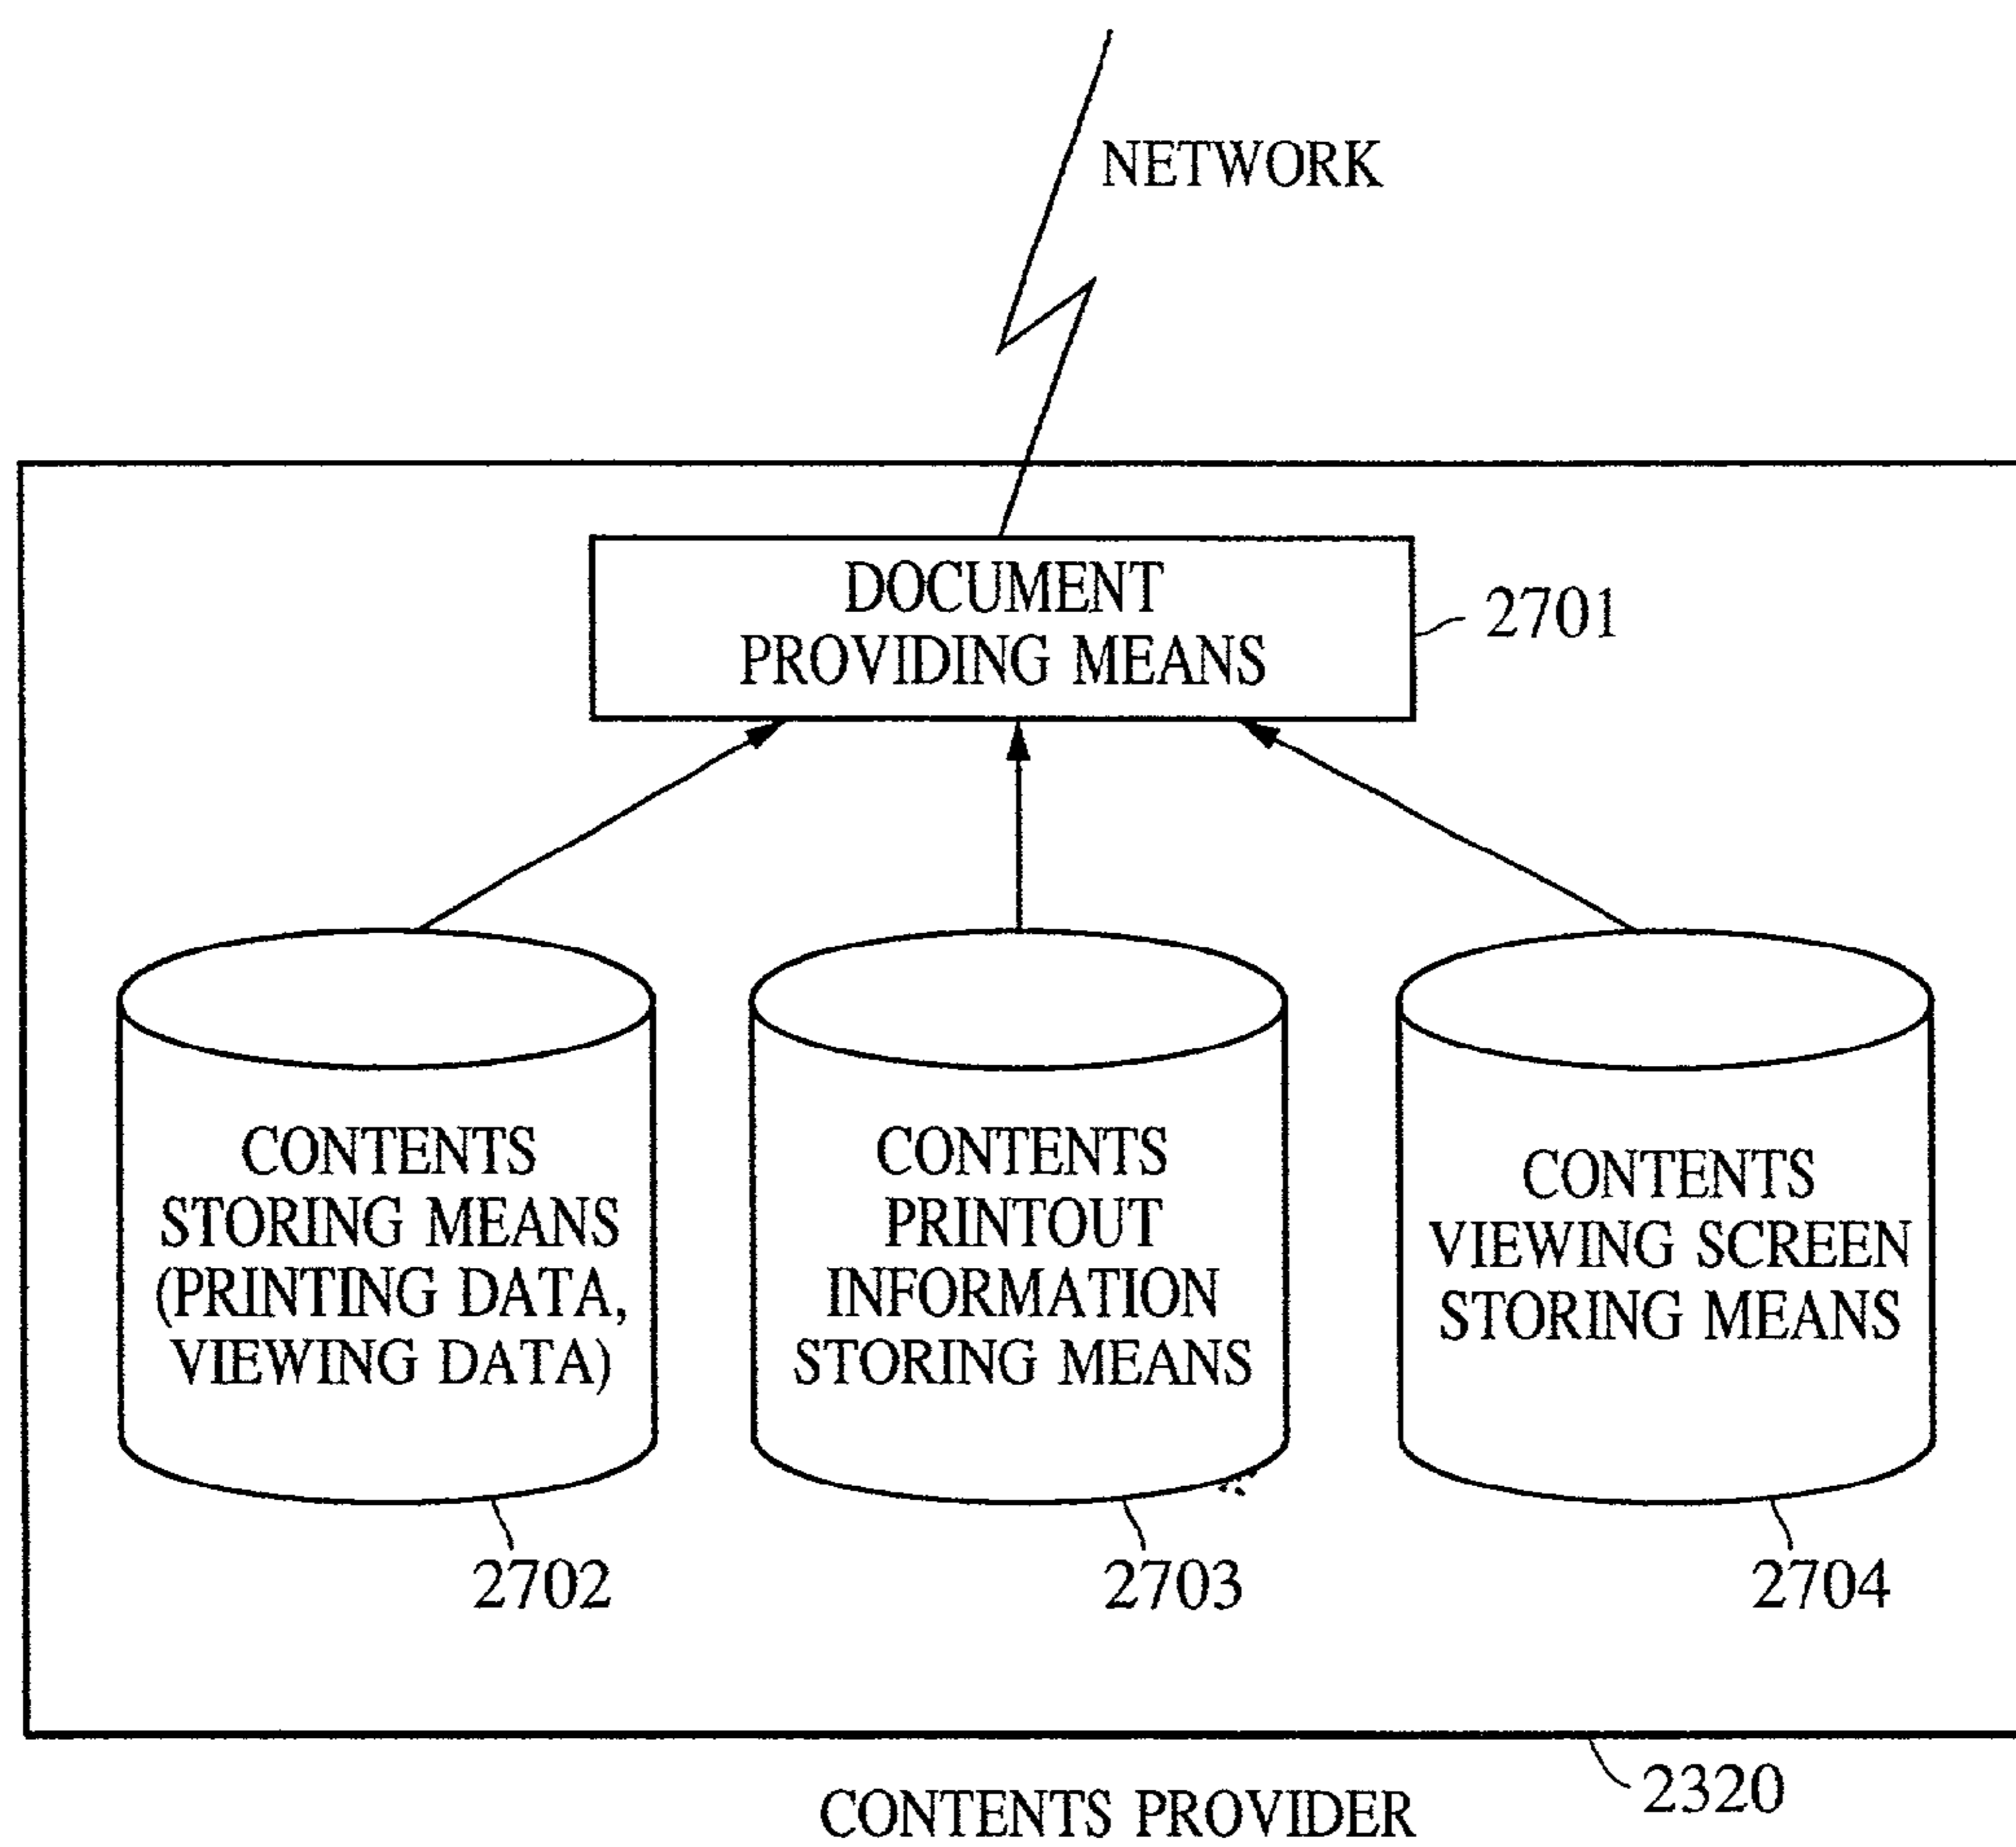 NETWORK
DOCUMENT
PROVIDING MEANS
2701
CONTENTS
STORING MEANS
(PRINTING DATA,
VIEWING DATA)
CONTENTS
PRINTOUT
INFORMATION
STORING MEANS
CONTENTS
VIEWING SCREEN
STORING MEANS
2702
2703
2704
2320
CONTENTS PROVIDER